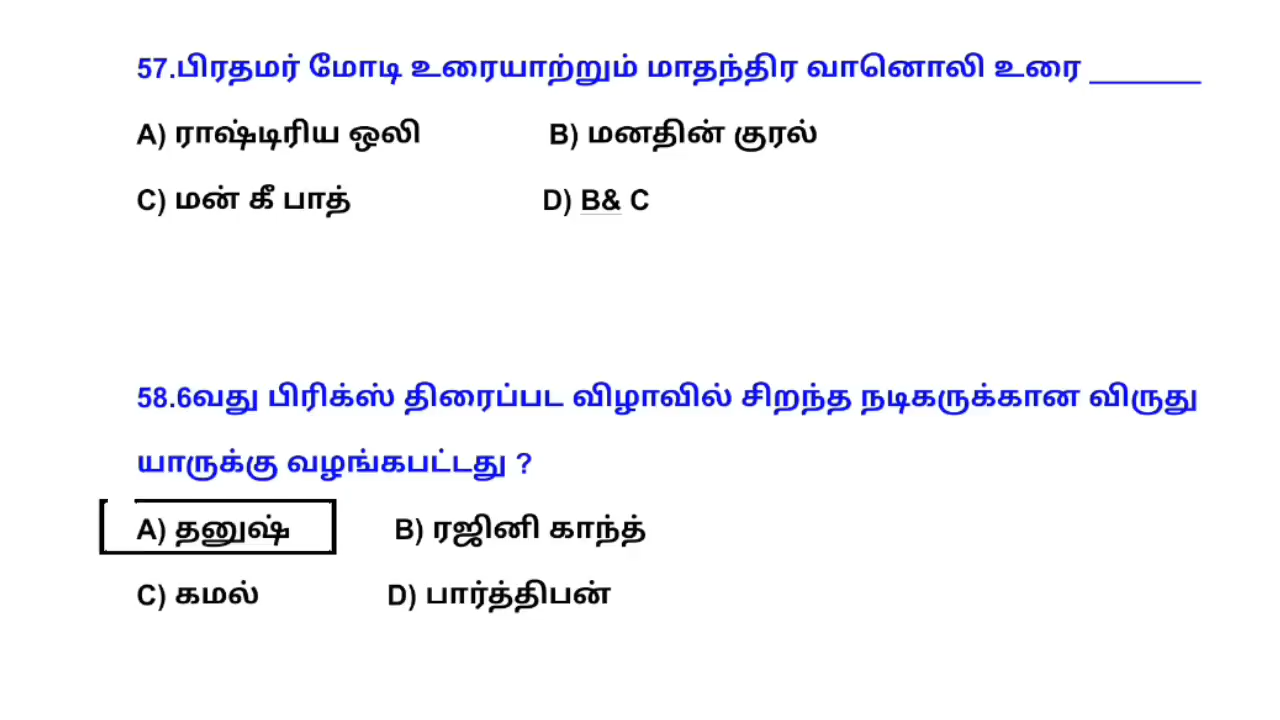 57.பிரதமர் மோடி உரையாற்றும் மாதந்திர வானொலி உரை _______
A) ராஷ்டிரிய ஒலி B) மனதின் குரல்
C) மன் கீ பாத் D) B& C
58.6வது பிரிக்ஸ் திரைப்பட விழாவில் சிறந்த நடிகருக்கான விருது
யாருக்கு வழங்கபட்டது ?
A) தனுஷ் B) ரஜினி காந்த்
C) கமல் D) பார்த்திபன்